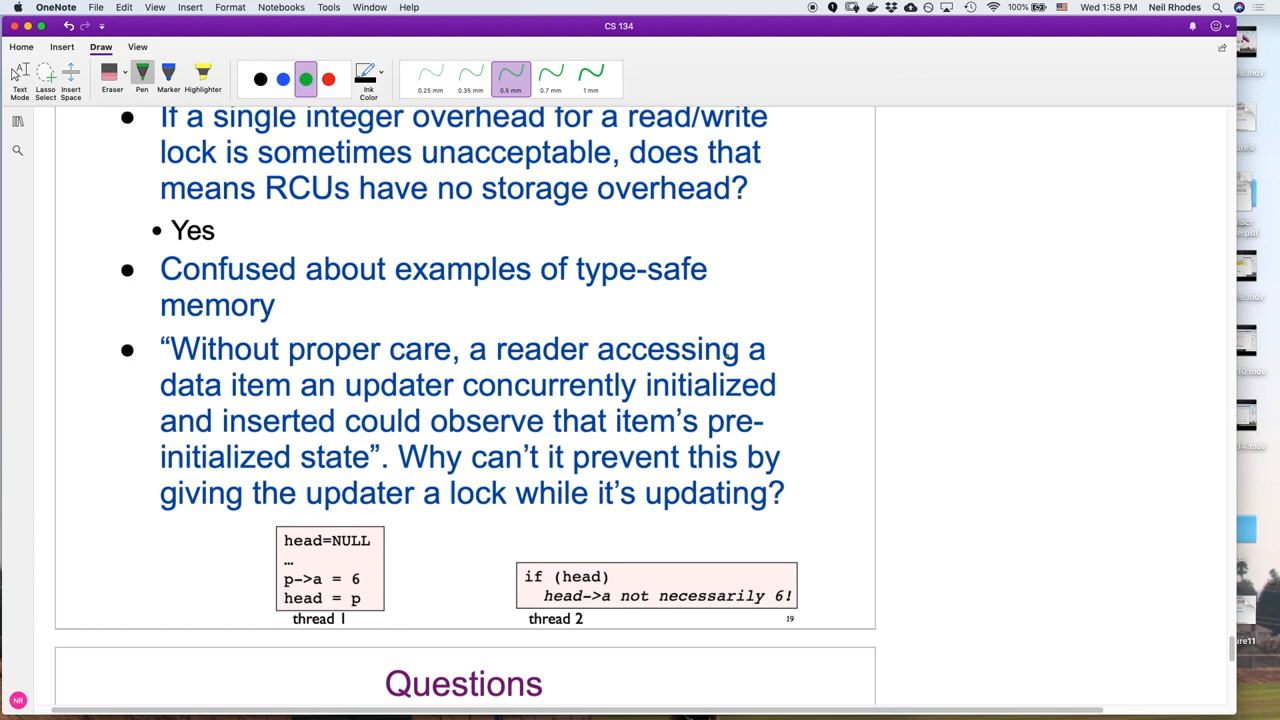 OneNote File Edit View Insert Format Notebooks Tools Window Help 100% Wed 1:58 PM Neil Rhodes
CS 134
Home Insert Draw View
Text Mode
Lasso Select
Insert Space
Eraser
Pen
Marker
Highlighter
Ink Color
0.25 mm
0.35 mm
0.5 mm
0.7 mm
1 mm
• If a single integer overhead for a read/write
lock is sometimes unacceptable, does that
means RCUs have no storage overhead?
• Yes
• Confused about examples of type-safe
memory
• “Without proper care, a reader accessing a
data item an updater concurrently initialized
and inserted could observe that item’s pre-
initialized state”. Why can’t it prevent this by
giving the updater a lock while it’s updating?
head=NULL
…
p->a = 6
head = p
thread 1
if (head)
head->a not necessarily 6!
thread 2
19
Questions
NR